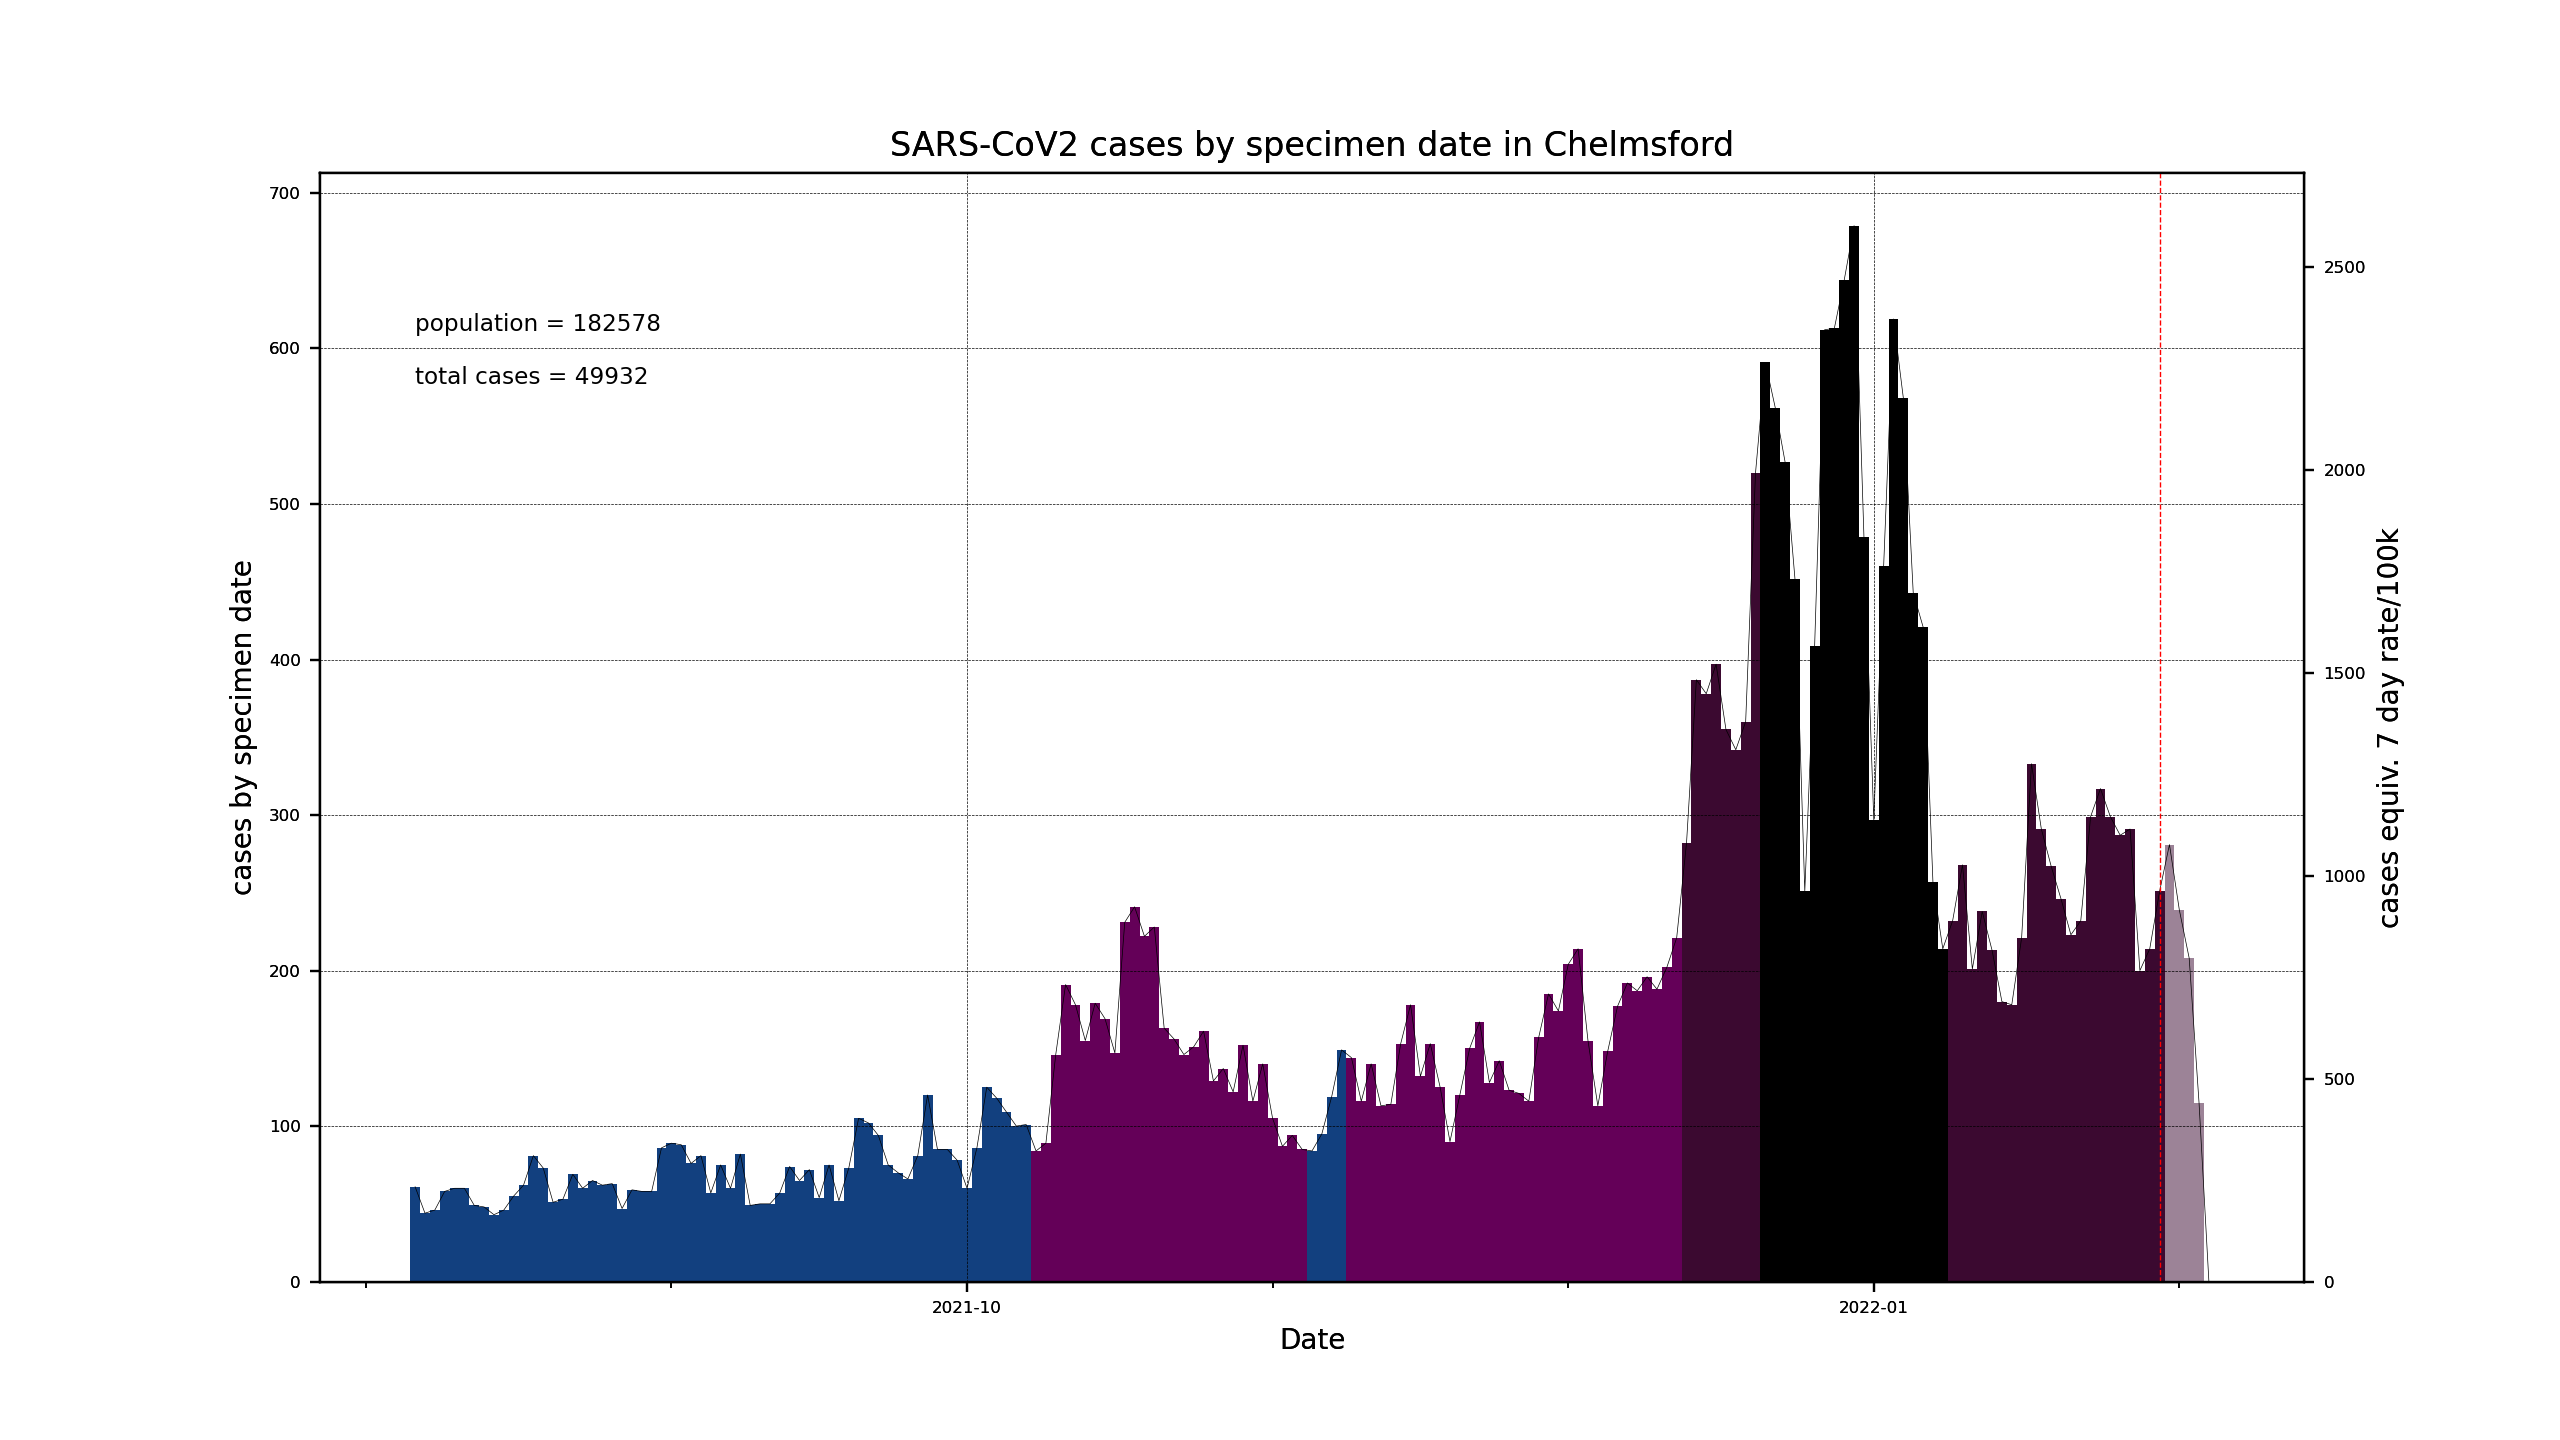 SARS-CoV2 cases by specimen date in Chelmsford
population = 182578
total cases = 49932
cases by specimen date
700
600
500
400
300
200
100
0
2500
2000
1500
1000
500
0
cases equiv. 7 day rate/100k
2021-10
2022-01
Date